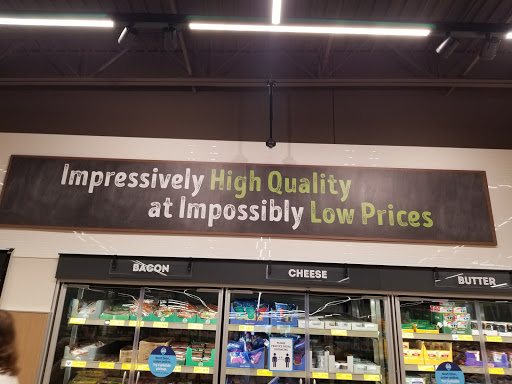 Impressively High Quality
at Impossibly Low Prices
BACON
CHEESE
BUTTER